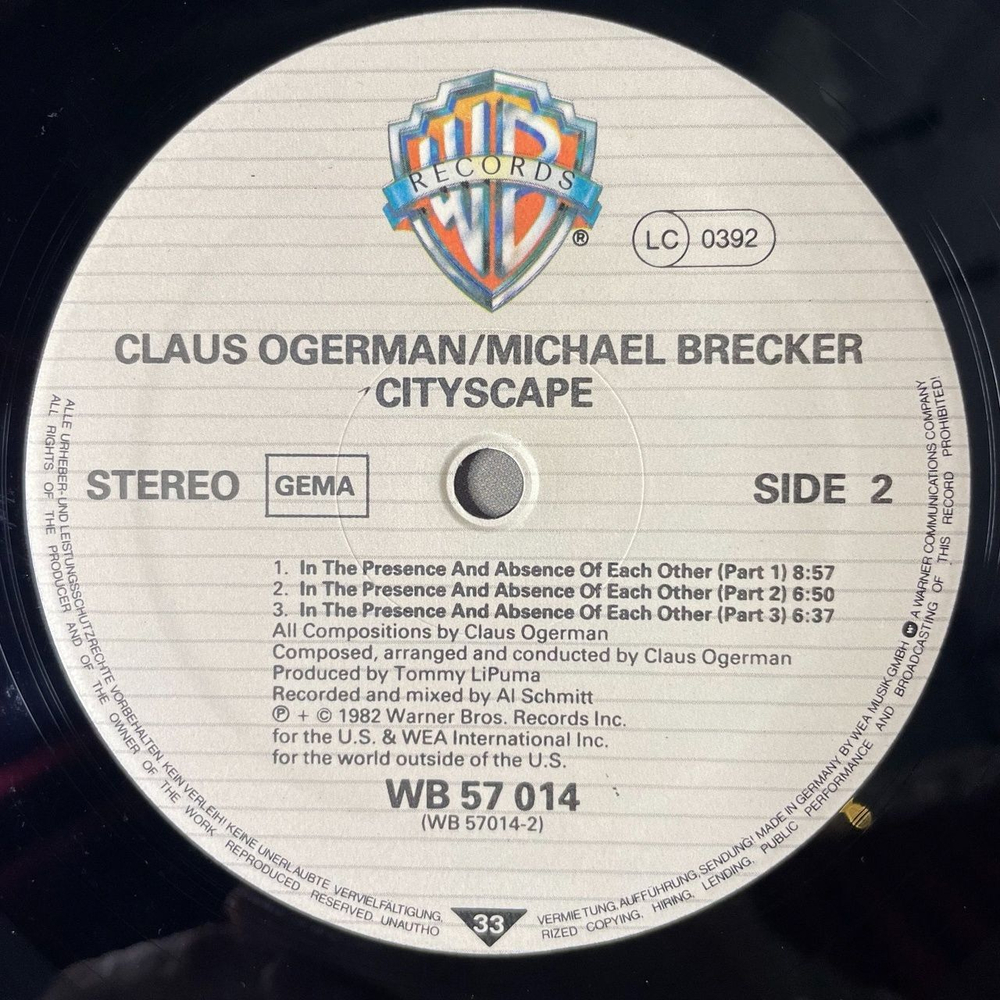 WB
RECORDS
®
LC 0392
CLAUS OGERMAN/MICHAEL BRECKER
CITYSCAPE
STEREO GEMA SIDE 2
1. In The Presence And Absence Of Each Other (Part 1) 8:57
2. In The Presence And Absence Of Each Other (Part 2) 6:50
3. In The Presence And Absence Of Each Other (Part 3) 6:37
All Compositions by Claus Ogerman
Composed, arranged and conducted by Claus Ogerman
Produced by Tommy LiPuma
Recorded and mixed by Al Schmitt
℗ + © 1982 Warner Bros. Records Inc.
for the U.S. & WEA International Inc.
for the world outside of the U.S.
WB 57 014
(WB 57014-2)
33
ALLE URHEBER- UND LEISTUNGSSCHUTZRECHTE VORBEHALTEN KEIN VERLEIH! KEINE UNERLAUBTE VERVIELFÄLTIGUNG, VERMIETUNG, AUFFÜHRUNG, SENDUNG! MADE IN GERMANY BY WEA MUSIK GMBH A WARNER COMMUNICATIONS COMPANY
ALL RIGHTS OF THE PRODUCER AND OF THE OWNER OF THE WORK REPRODUCED RESERVED UNAUTHORIZED COPYING, HIRING, LENDING, PUBLIC PERFORMANCE AND BROADCASTING OF THIS RECORD PROHIBITED!